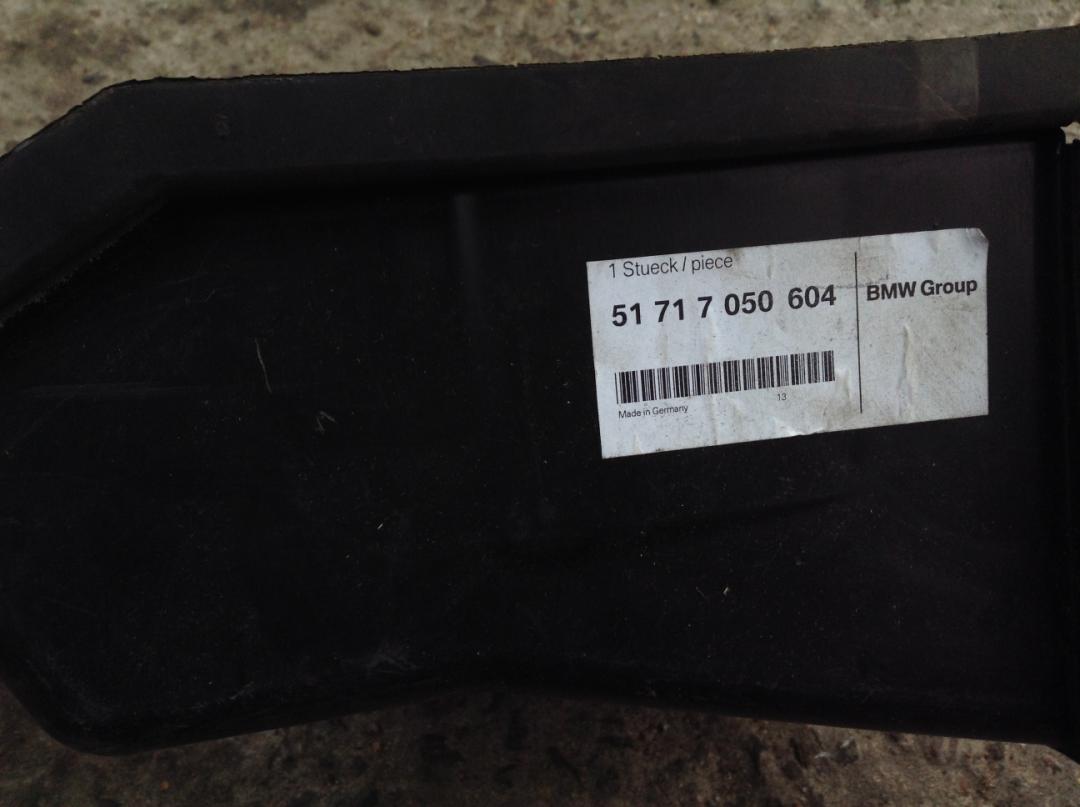 1 Stueck / piece
51 71 7 050 604
BMW Group
Made in Germany
13